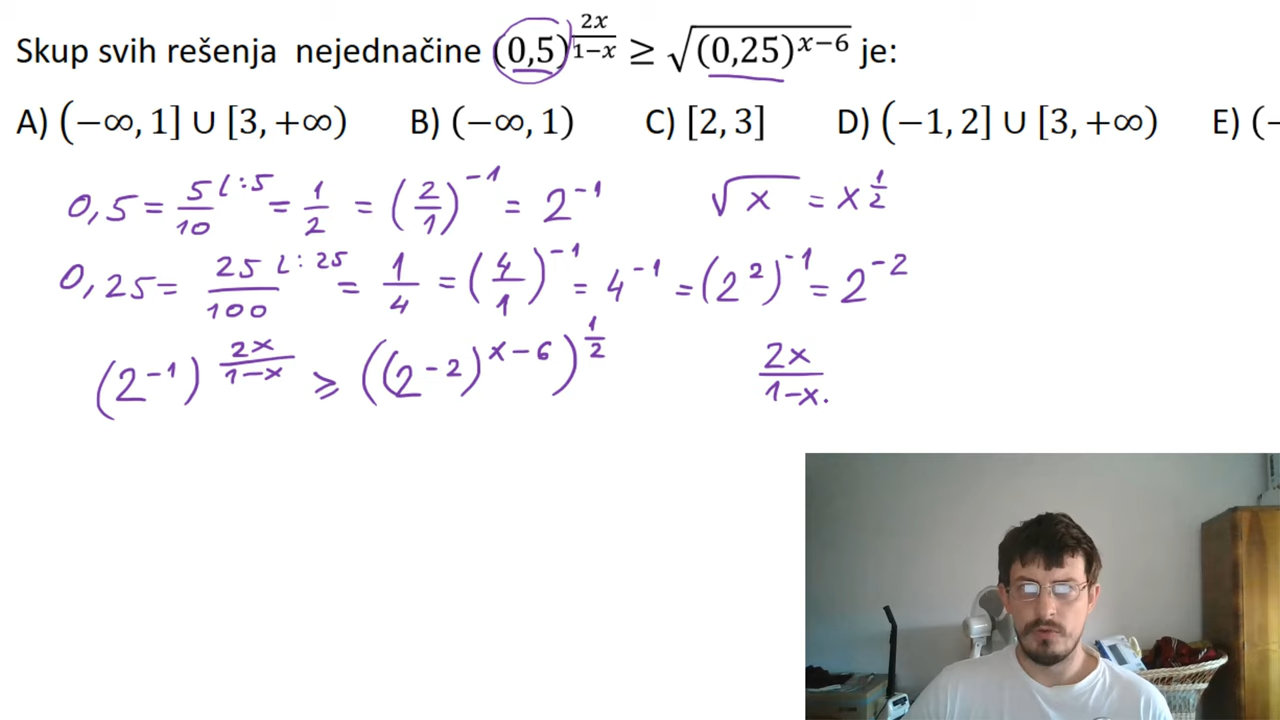 Skup svih rešenja nejednačine (0,5)^(2x/(1−x)) ≥ √((0,25)^(x−6)) je:
A) (−∞, 1] ∪ [3, +∞) B) (−∞, 1) C) [2, 3] D) (−1, 2] ∪ [3, +∞) E) (−
0,5 = 5/10 (:5 = 1/2 = (2/1)^(-1) = 2^(-1) √x = x^(1/2)
0,25 = 25/100 (:25 = 1/4 = (4/1)^(-1) = 4^(-1) = (2^2)^(-1) = 2^(-2)
(2^(-1))^(2x/(1-x)) ≥ ((2^(-2))^(x-6))^(1/2) 2x/(1-x).